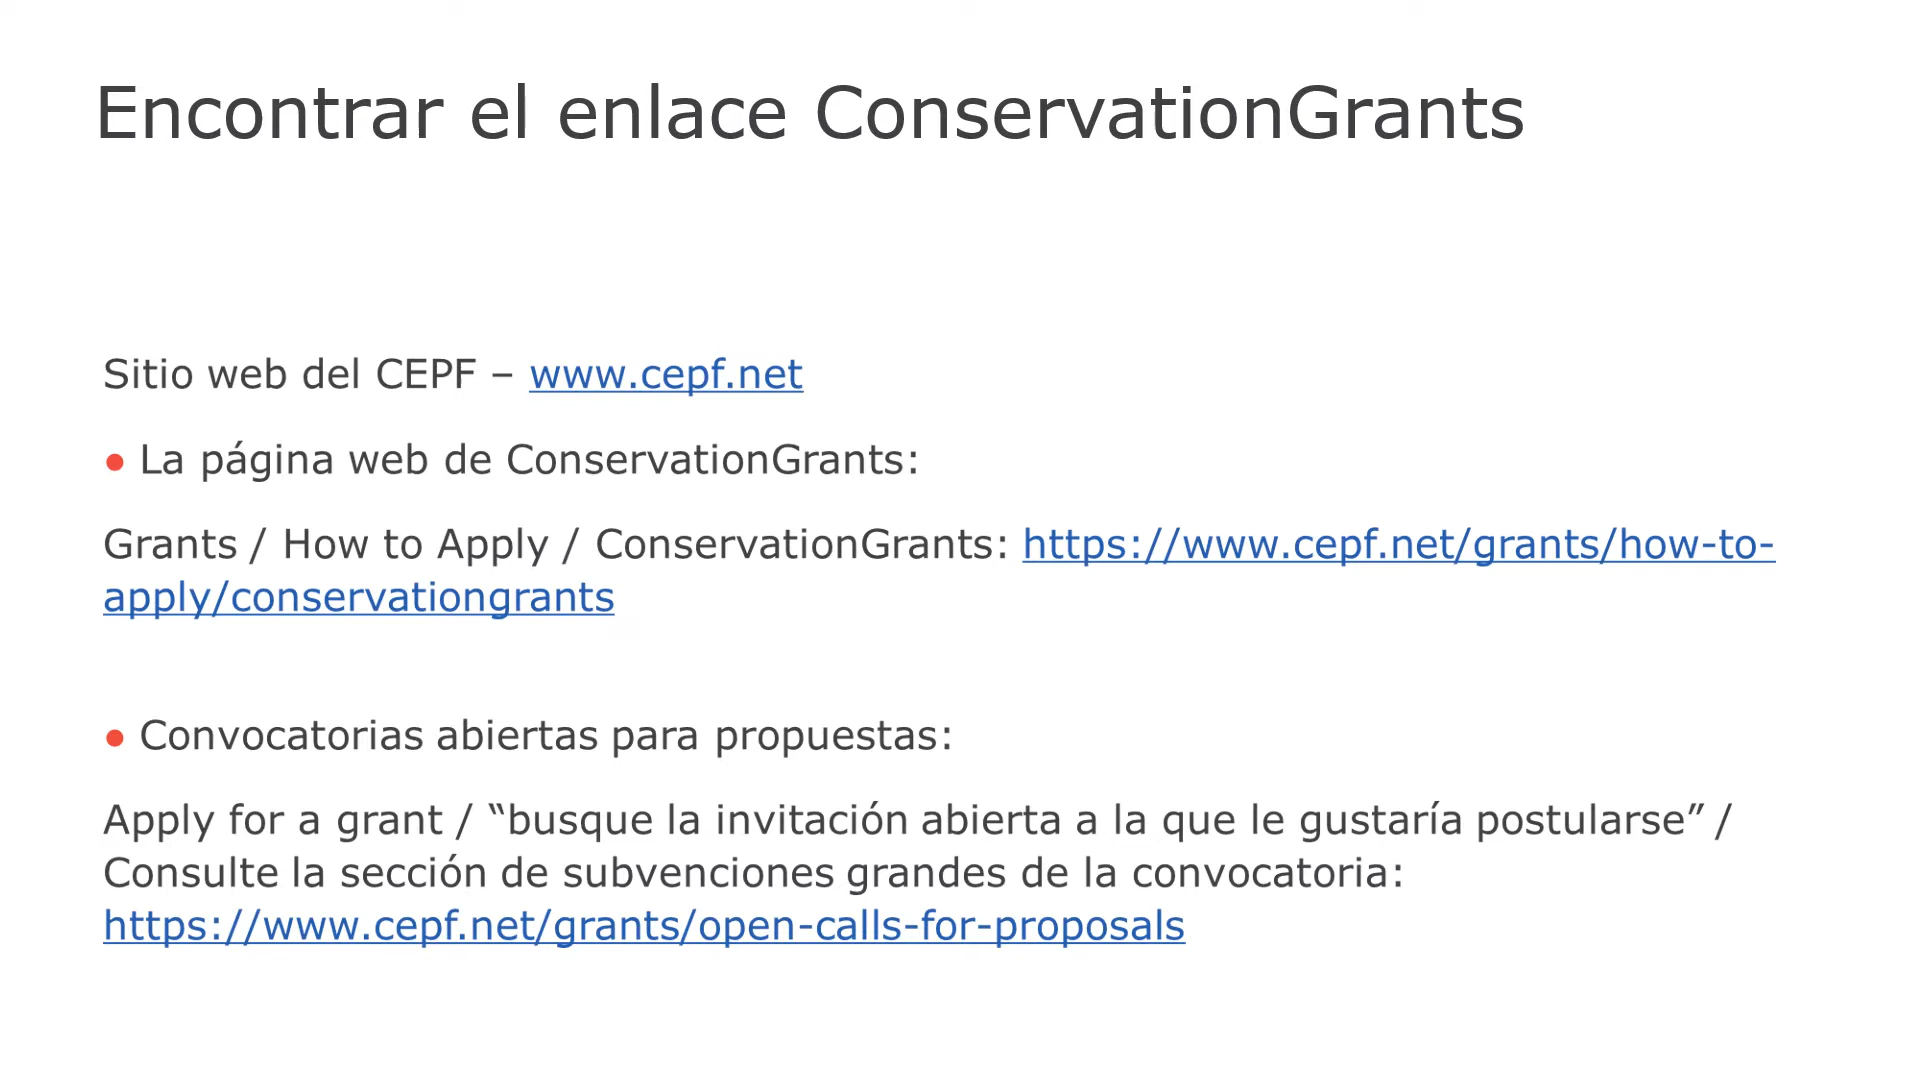 Encontrar el enlace ConservationGrants
Sitio web del CEPF – www.cepf.net
● La página web de ConservationGrants:
Grants / How to Apply / ConservationGrants: https://www.cepf.net/grants/how-to-
apply/conservationgrants
● Convocatorias abiertas para propuestas:
Apply for a grant / “busque la invitación abierta a la que le gustaría postularse” /
Consulte la sección de subvenciones grandes de la convocatoria:
https://www.cepf.net/grants/open-calls-for-proposals